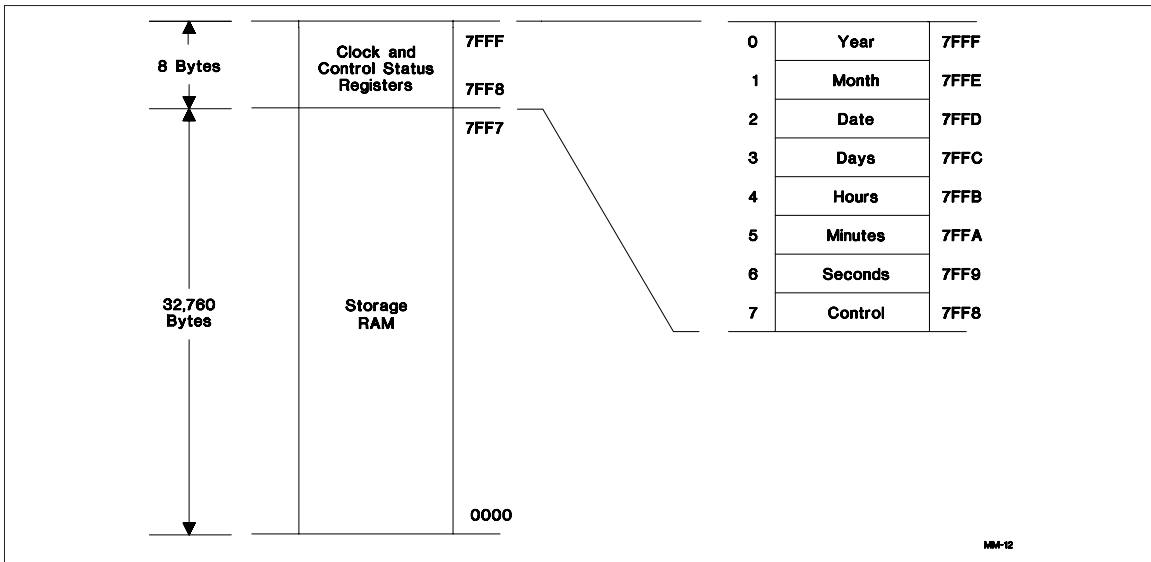 8 Bytes
Clock and
Control Status
Registers
7FFF
7FF8
7FF7
32,760
Bytes
Storage
RAM
0000
0 Year 7FFF
1 Month 7FFE
2 Date 7FFD
3 Days 7FFC
4 Hours 7FFB
5 Minutes 7FFA
6 Seconds 7FF9
7 Control 7FF8
MM-12